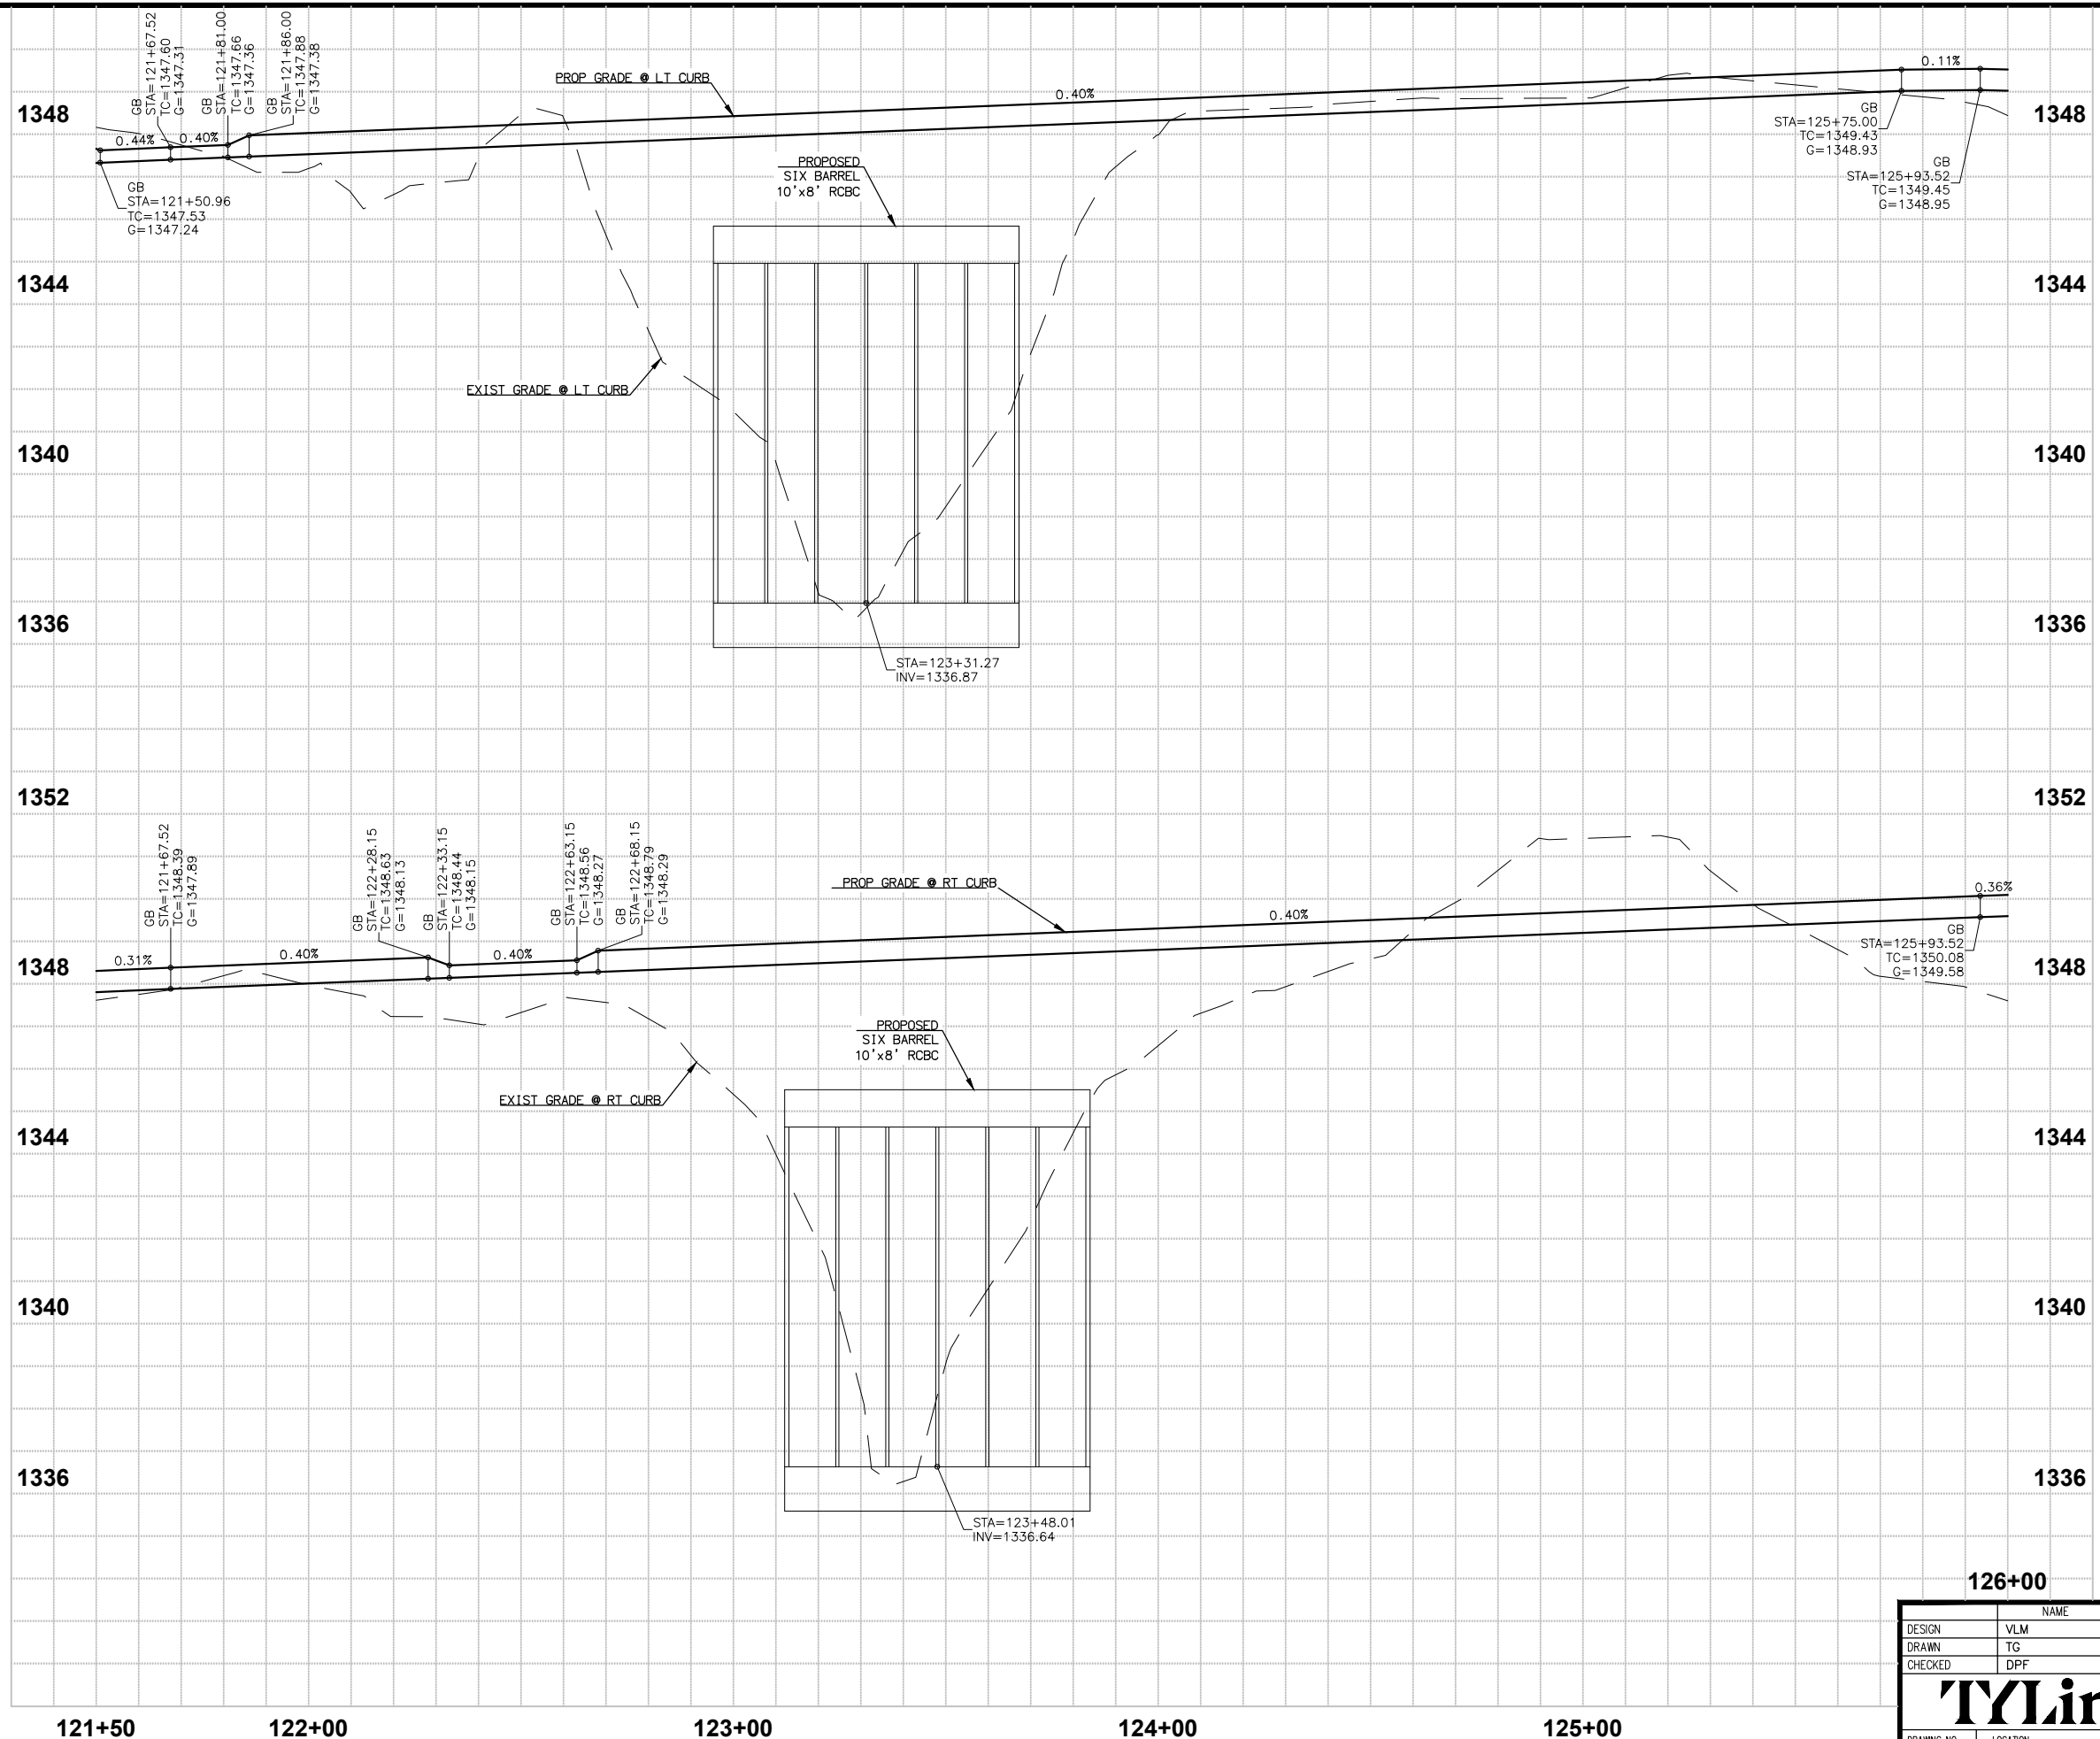 GB
STA=121+67.52
TC=1347.60
G=1347.31
GB
STA=121+81.00
TC=1347.66
G=1347.36
GB
STA=121+86.00
TC=1347.88
G=1347.38
PROP GRADE @ LT CURB
0.40%
0.11%
1348
1348
0.44%
0.40%
GB
STA=125+75.00
TC=1349.43
G=1348.93
PROPOSED
SIX BARREL
10'x8' RCBC
GB
STA=125+93.52
TC=1349.45
G=1348.95
GB
STA=121+50.96
TC=1347.53
G=1347.24
1344
1344
EXIST GRADE @ LT CURB
1340
1340
1336
1336
STA=123+31.27
INV=1336.87
1352
1352
GB
STA=121+67.52
TC=1348.39
G=1347.89
GB
STA=122+28.15
TC=1348.63
G=1348.13
GB
STA=122+33.15
TC=1348.44
G=1348.15
GB
STA=122+63.15
TC=1348.56
G=1348.27
GB
STA=122+68.15
TC=1348.79
G=1348.29
PROP GRADE @ RT CURB
0.36%
0.40%
0.31%
0.40%
0.40%
1348
1348
GB
STA=125+93.52
TC=1350.08
G=1349.58
PROPOSED
SIX BARREL
10'x8' RCBC
EXIST GRADE @ RT CURB
1344
1344
1340
1340
1336
1336
STA=123+48.01
INV=1336.64
126+00
NAME
DESIGN VLM
DRAWN TG
CHECKED DPF
TYLin
121+50 122+00 123+00 124+00 125+00
DRAWING NO. LOCATION